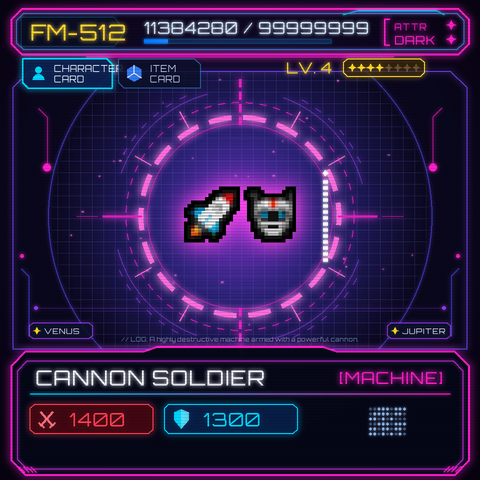 FM-512
11384280 / 99999999
ATTR
DARK
CHARACTER
CARD
ITEM
CARD
LV. 4
VENUS
JUPITER
// LOG: A highly destructive machine armed with a powerful cannon.
CANNON SOLDIER
[MACHINE]
1400
1300